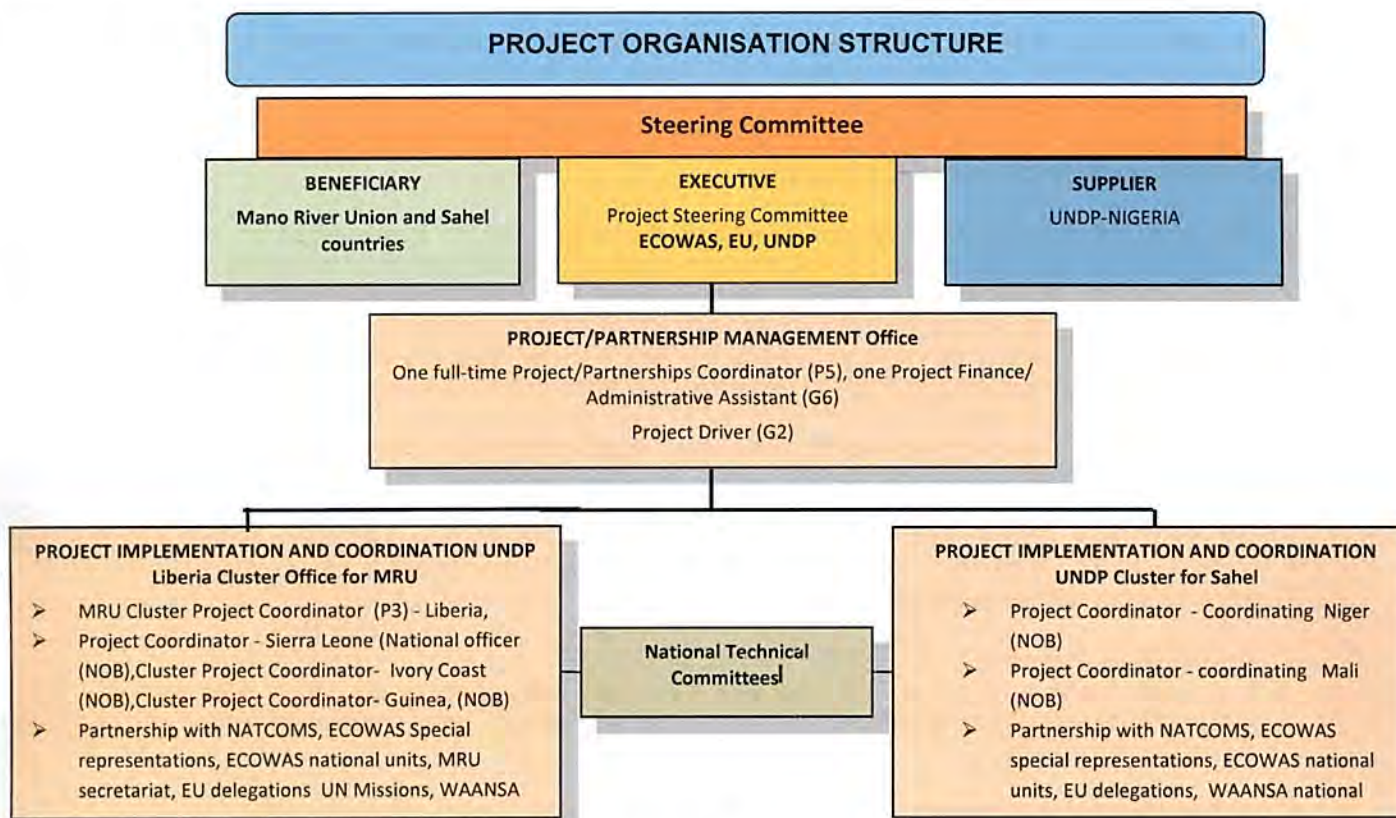 PROJECT ORGANISATION STRUCTURE
Steering Committee
BENEFICIARY
Mano River Union and Sahel
countries
EXECUTIVE
Project Steering Committee
ECOWAS, EU, UNDP
SUPPLIER
UNDP-NIGERIA
PROJECT/PARTNERSHIP MANAGEMENT Office
One full-time Project/Partnerships Coordinator (P5), one Project Finance/
Administrative Assistant (G6)
Project Driver (G2)
PROJECT IMPLEMENTATION AND COORDINATION UNDP
Liberia Cluster Office for MRU
➤ MRU Cluster Project Coordinator (P3) - Liberia,
➤ Project Coordinator - Sierra Leone (National officer
(NOB),Cluster Project Coordinator- Ivory Coast
(NOB),Cluster Project Coordinator- Guinea, (NOB)
➤ Partnership with NATCOMS, ECOWAS Special
representations, ECOWAS national units, MRU
secretariat, EU delegations UN Missions, WAANSA
National Technical
Committees
PROJECT IMPLEMENTATION AND COORDINATION
UNDP Cluster for Sahel
➤ Project Coordinator - Coordinating Niger
(NOB)
➤ Project Coordinator - coordinating Mali
(NOB)
➤ Partnership with NATCOMS, ECOWAS
special representations, ECOWAS national
units, EU delegations, WAANSA national